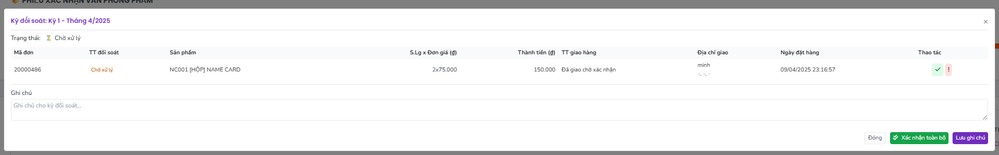 PHIẾU XÁC NHẬN VĂN PHÒNG PHẨM
Kỳ đối soát: Kỳ 1 - Tháng 4/2025
×
Trạng thái: ⏳ Chờ xử lý
Mã đơn TT đối soát Sản phẩm S.Lg x Đơn giá (₫) Thành tiền (₫) TT giao hàng Địa chỉ giao Ngày đặt hàng Thao tác
20000486 Chờ xử lý NC001 [HỘP] NAME CARD 2x75.000 150.000 Đã giao chờ xác nhận minh 09/04/2025 23:16:57 !
-, -, -
Ghi chú
Ghi chú cho kỳ đối soát...
Đóng Xác nhận toàn bộ Lưu ghi chú